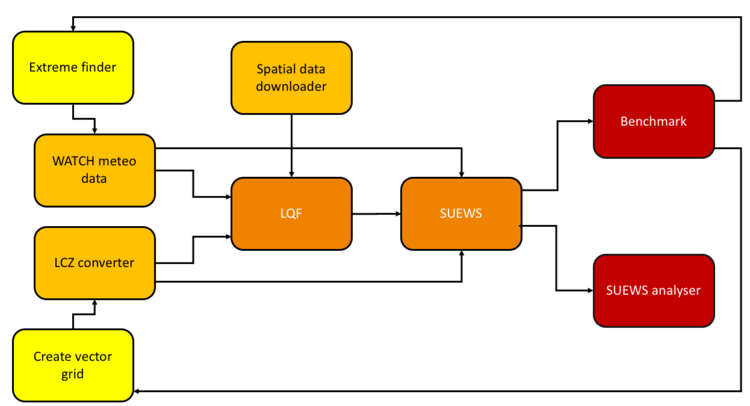 Extreme finder
Spatial data
downloader
Benchmark
WATCH meteo
data
LQF
SUEWS
LCZ converter
SUEWS analyser
Create vector
grid